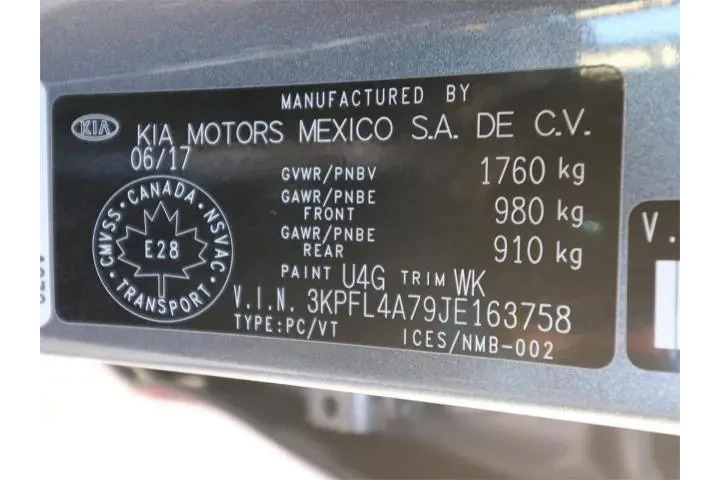 MANUFACTURED BY
KIA
KIA MOTORS MEXICO S.A. DE C.V.
06/17
GVWR/PNBV 1760 kg
GAWR/PNBE FRONT 980 kg
GAWR/PNBE REAR 910 kg
CMVSS · CANADA · NSVAC · TRANSPORT ·
E28
PAINT U4G TRIM WK
V.I.N. 3KPFL4A79JE163758
TYPE:PC/VT ICES/NMB-002
V.